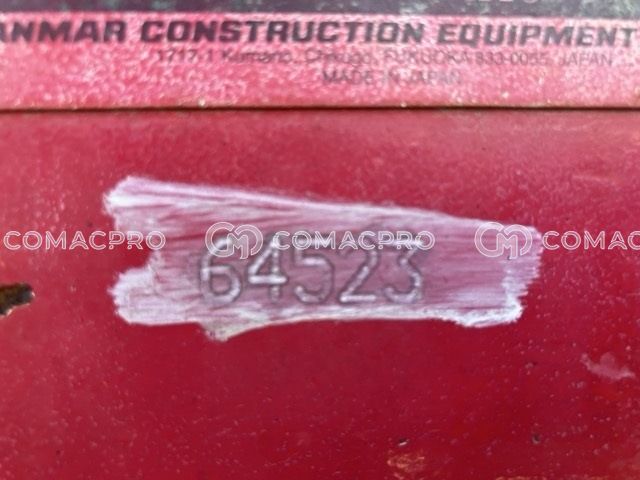 ANMAR CONSTRUCTION EQUIPMENT
1717-1 Kumano, Chikugo, FUKUOKA 833-0055, JAPAN
MADE IN JAPAN
COMACPRO COMACPRO COMAC
64523